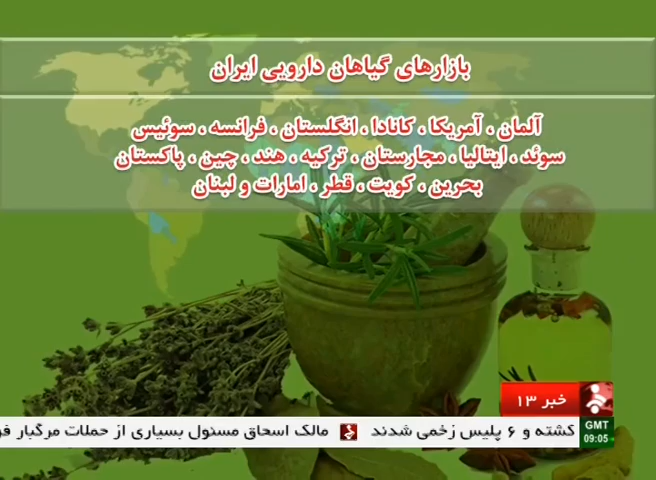 بازارهای گیاهان دارویی ایران
آلمان ، آمریکا ، کانادا ، انگلستان ، فرانسه ، سوئیس
سوئد ، ایتالیا ، مجارستان ، ترکیه ، هند ، چین ، پاکستان
بحرین ، کویت ، قطر ، امارات و لبنان
خبر ۱۳
کشته و ۶ پلیس زخمی شدند مالک اسحاق مسئول بسیاری از حملات مرگبار
GMT
09:05